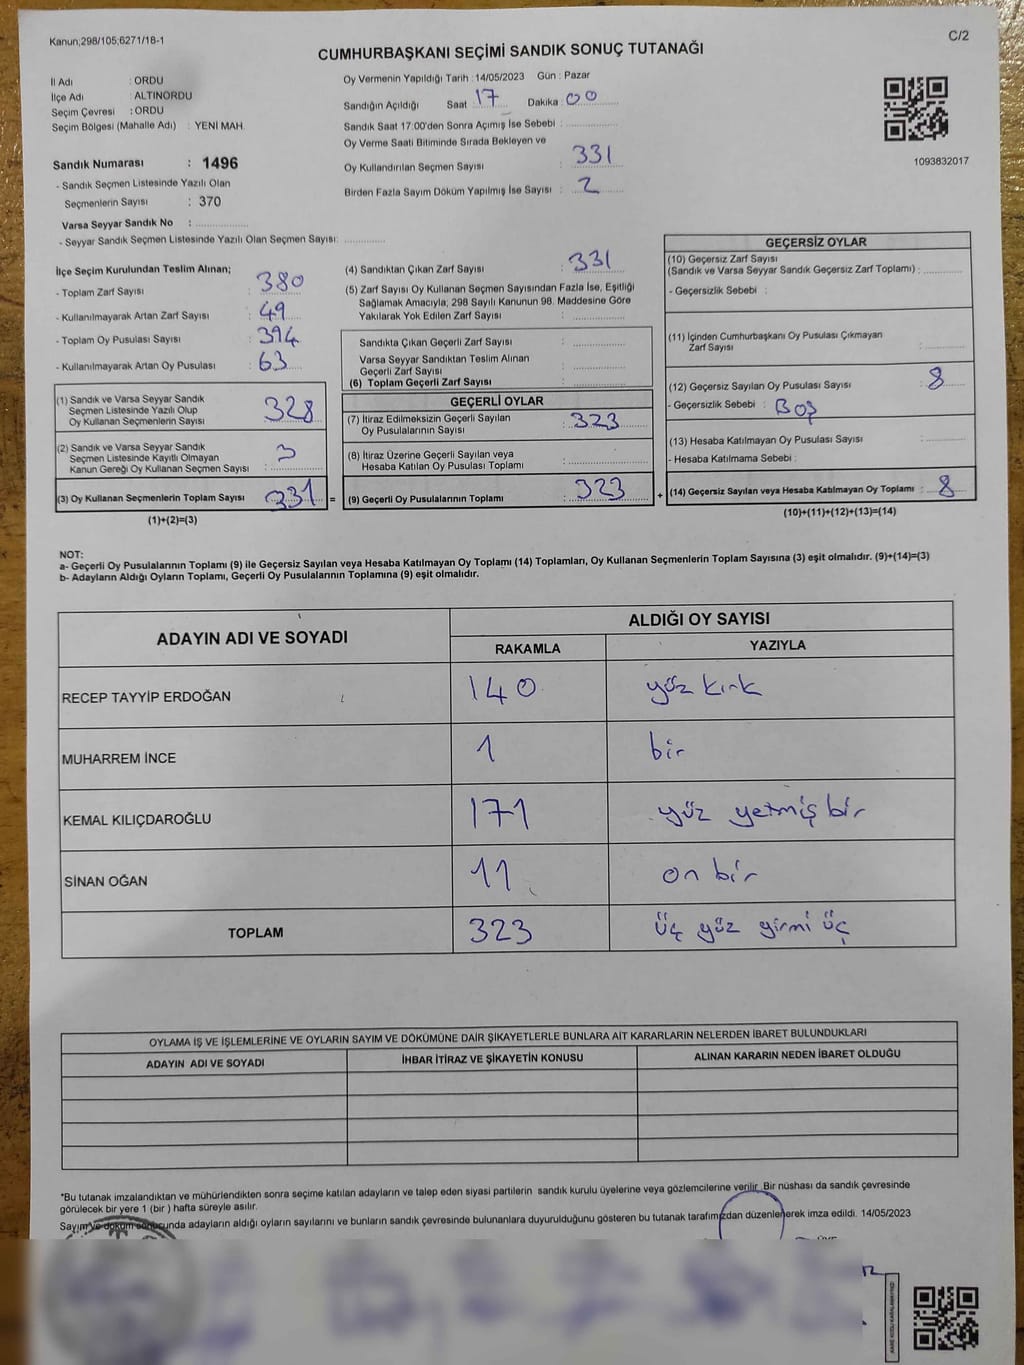 Kanun;298/105;6271/18-1
C/2
CUMHURBAŞKANI SEÇİMİ SANDIK SONUÇ TUTANAĞI
İl Adı : ORDU
İlçe Adı : ALTINORDU
Seçim Çevresi : ORDU
Seçim Bölgesi (Mahalle Adı) : YENİ MAH.
Sandık Numarası : 1496
- Sandık Seçmen Listesinde Yazılı Olan
Seçmenlerin Sayısı : 370
Varsa Seyyar Sandık No :
- Seyyar Sandık Seçmen Listesinde Yazılı Olan Seçmen Sayısı:
Oy Vermenin Yapıldığı Tarih : 14/05/2023 Gün : Pazar
Sandığın Açıldığı Saat 17 Dakika : 00
Sandık Saat 17:00'den Sonra Açımış İse Sebebi :
Oy Verme Saati Bitiminde Sırada Bekleyen ve
Oy Kullandırılan Seçmen Sayısı : 331
Birden Fazla Sayım Döküm Yapılmış İse Sayısı : 2
1093832017
İlçe Seçim Kurulundan Teslim Alınan;
- Toplam Zarf Sayısı : 380
- Kullanılmayarak Artan Zarf Sayısı : 49
- Toplam Oy Pusulası Sayısı : 394
- Kullanılmayarak Artan Oy Pusulası : 63
(1) Sandık ve Varsa Seyyar Sandık
Seçmen Listesinde Yazılı Olup
Oy Kullanan Seçmenlerin Sayısı : 328
(2) Sandık ve Varsa Seyyar Sandık
Seçmen Listesinde Kayıtlı Olmayan
Kanun Gereği Oy Kullanan Seçmen Sayısı : 3
(3) Oy Kullanan Seçmenlerin Toplam Sayısı : 331 =
(1)+(2)=(3)
(4) Sandıktan Çıkan Zarf Sayısı : 331
(5) Zarf Sayısı Oy Kullanan Seçmen Sayısından Fazla İse, Eşitliği
Sağlamak Amacıyla, 298 Sayılı Kanunun 98. Maddesine Göre
Yakılarak Yok Edilen Zarf Sayısı :
Sandıkta Çıkan Geçerli Zarf Sayısı :
Varsa Seyyar Sandıktan Teslim Alınan
Geçerli Zarf Sayısı :
(6) Toplam Geçerli Zarf Sayısı :
GEÇERLİ OYLAR
(7) İtiraz Edilmeksizin Geçerli Sayılan
Oy Pusulalarının Sayısı : 323
(8) İtiraz Üzerine Geçerli Sayılan veya
Hesaba Katılan Oy Pusulası Toplamı :
(9) Geçerli Oy Pusulalarının Toplamı : 323 +
GEÇERSİZ OYLAR
(10) Geçersiz Zarf Sayısı
(Sandık ve Varsa Seyyar Sandık Geçersiz Zarf Toplamı) :
- Geçersizlik Sebebi :
(11) İçinden Cumhurbaşkanı Oy Pusulası Çıkmayan
Zarf Sayısı :
(12) Geçersiz Sayılan Oy Pusulası Sayısı : 8
- Geçersizlik Sebebi : Boş
(13) Hesaba Katılmayan Oy Pusulası Sayısı :
- Hesaba Katılmama Sebebi :
(14) Geçersiz Sayılan veya Hesaba Katılmayan Oy Toplamı : 8
(10)+(11)+(12)+(13)=(14)
NOT:
a- Geçerli Oy Pusulalarının Toplamı (9) ile Geçersiz Sayılan veya Hesaba Katılmayan Oy Toplamı (14) Toplamları, Oy Kullanan Seçmenlerin Toplam Sayısına (3) eşit olmalıdır. (9)+(14)=(3)
b- Adayların Aldığı Oyların Toplamı, Geçerli Oy Pusulalarının Toplamına (9) eşit olmalıdır.
ADAYIN ADI VE SOYADI
ALDIĞI OY SAYISI
RAKAMLA YAZIYLA
RECEP TAYYİP ERDOĞAN 140 yüz kırk
MUHARREM İNCE 1 bir
KEMAL KILIÇDAROĞLU 171 yüz yetmiş bir
SİNAN OĞAN 11 on bir
TOPLAM 323 üç yüz yirmi üç
OYLAMA İŞ VE İŞLEMLERİNE VE OYLARIN SAYIM VE DÖKÜMÜNE DAİR ŞİKAYETLERLE BUNLARA AİT KARARLARIN NELERDEN İBARET BULUNDUKLARI
ADAYIN ADI VE SOYADI İHBAR İTİRAZ VE ŞİKAYETİN KONUSU ALINAN KARARIN NEDEN İBARET OLDUĞU
*Bu tutanak imzalandıktan ve mühürlendikten sonra seçime katılan adayların ve talep eden siyasi partilerin sandık kurulu üyelerine veya gözlemcilerine verilir. Bir nüshası da sandık çevresinde
görülecek bir yere 1 (bir) hafta süreyle asılır.
Sayım ve döküm sonucunda adayların aldığı oyların sayılarını ve bunların sandık çevresinde bulunanlara duyurulduğunu gösteren bu tutanak tarafımızdan düzenlenerek imza edildi. 14/05/2023